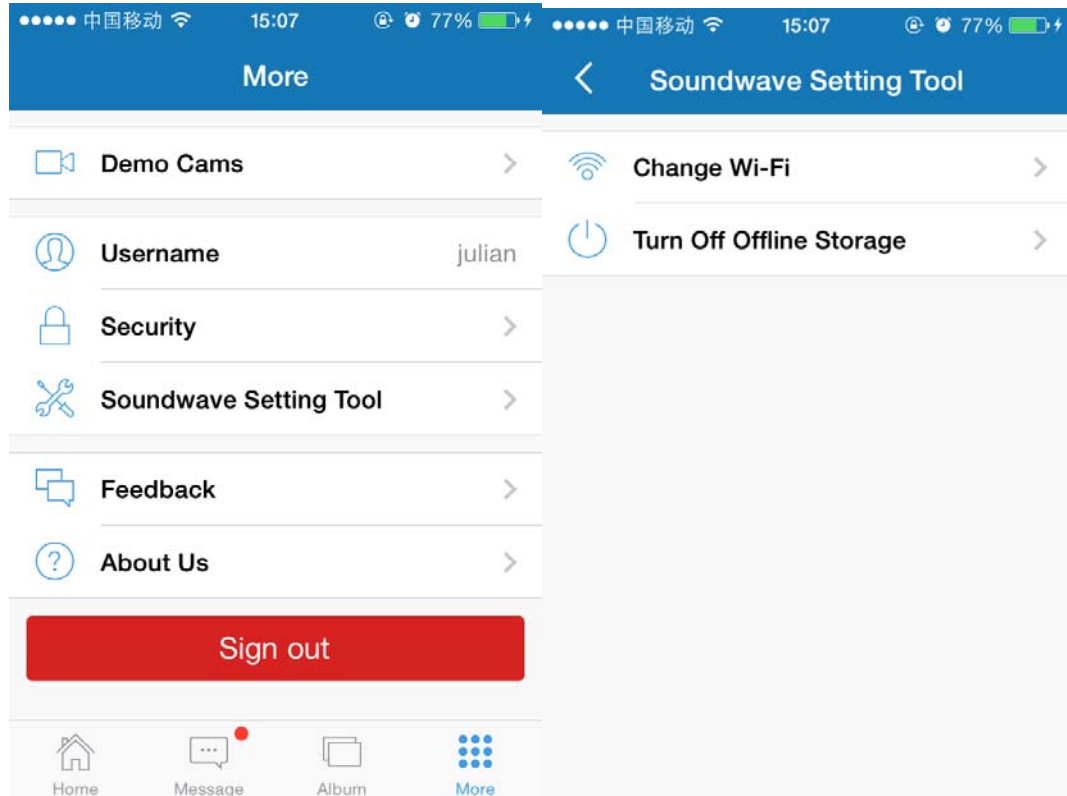 中国移动 15:07 77%
More
Demo Cams
Username julian
Security
Soundwave Setting Tool
Feedback
About Us
Sign out
Home Message Album More
中国移动 15:07 77%
Soundwave Setting Tool
Change Wi-Fi
Turn Off Offline Storage